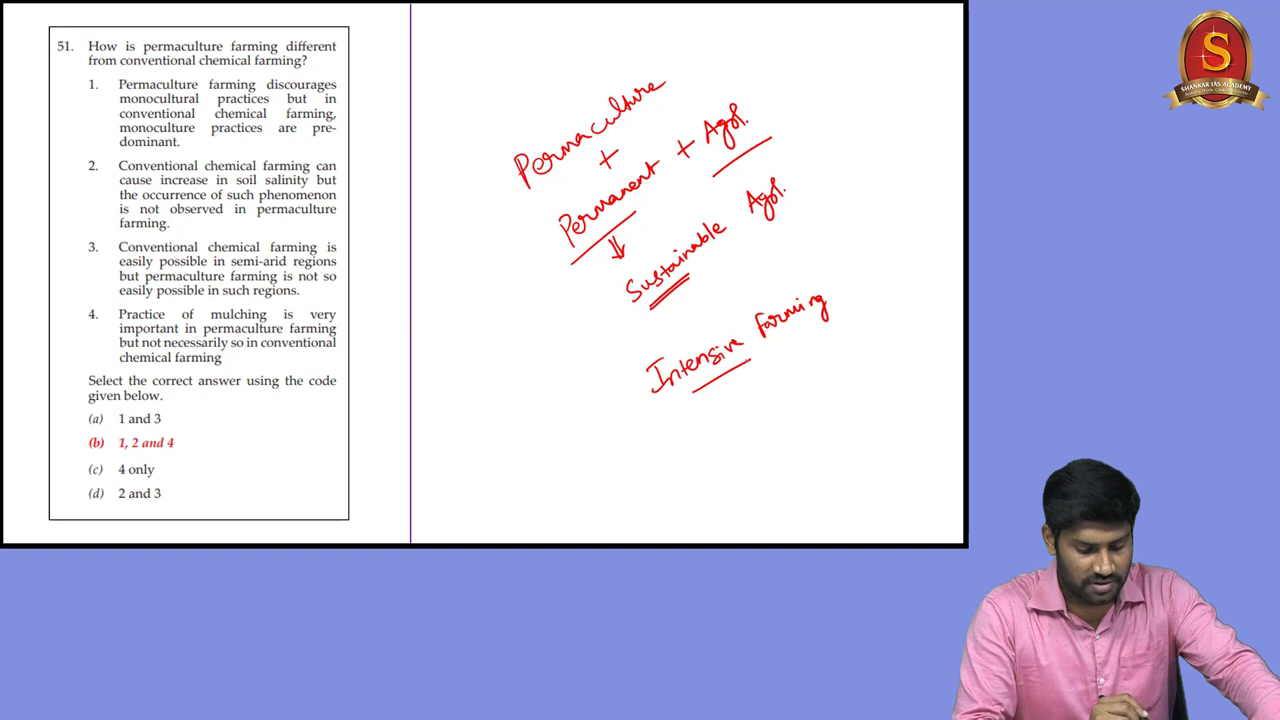 51. How is permaculture farming different
from conventional chemical farming?
1. Permaculture farming discourages
monocultural practices but in
conventional chemical farming,
monoculture practices are pre-
dominant.
2. Conventional chemical farming can
cause increase in soil salinity but
the occurrence of such phenomenon
is not observed in permaculture
farming.
3. Conventional chemical farming is
easily possible in semi-arid regions
but permaculture farming is not so
easily possible in such regions.
4. Practice of mulching is very
important in permaculture farming
but not necessarily so in conventional
chemical farming
Select the correct answer using the code
given below.
(a) 1 and 3
(b) 1, 2 and 4
(c) 4 only
(d) 2 and 3
Permaculture
+
Permanent + Agri.
Sustainable Agri.
Intensive farming
S
SHANKAR IAS ACADEMY